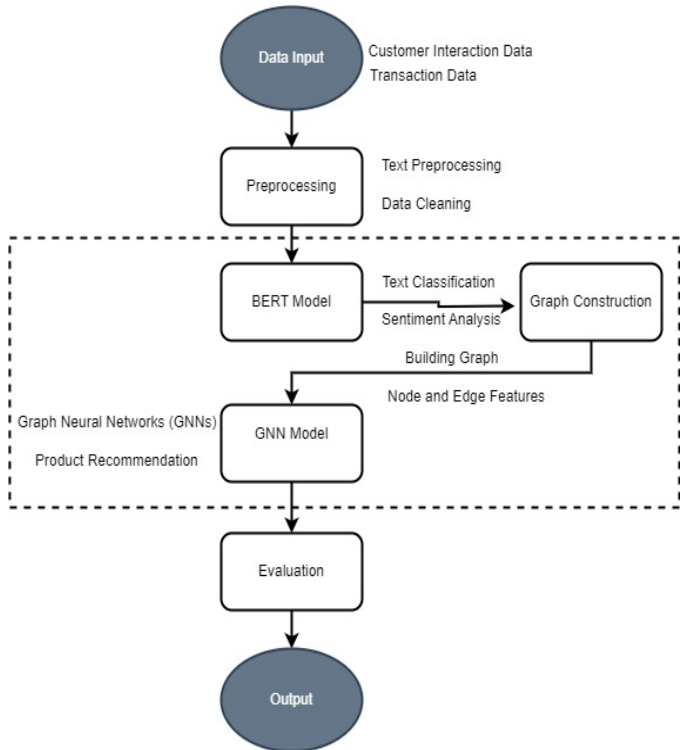 Data Input
Customer Interaction Data
Transaction Data
Preprocessing
Text Preprocessing
Data Cleaning
BERT Model
Text Classification
Sentiment Analysis
Graph Construction
Building Graph
Node and Edge Features
Graph Neural Networks (GNNs)
Product Recommendation
GNN Model
Evaluation
Output